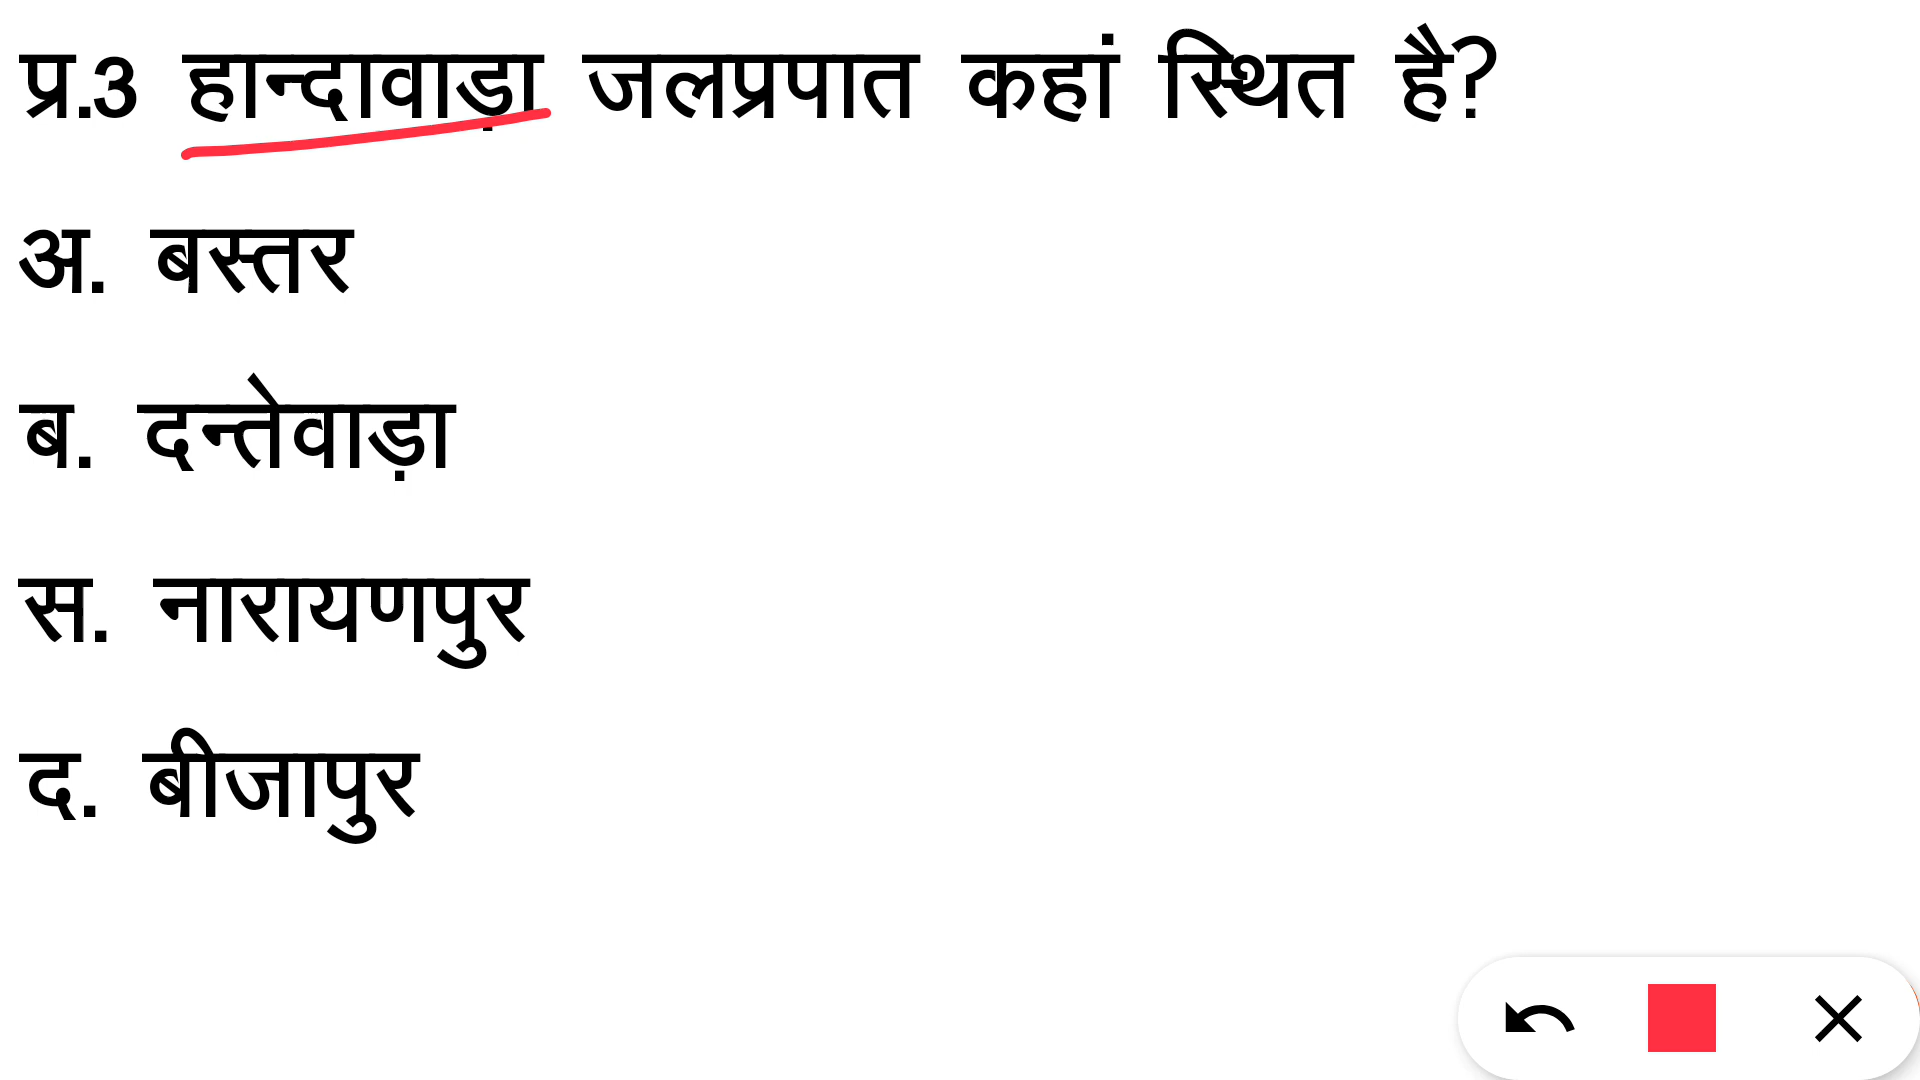 प्र.3 हान्दावाड़ा जलप्रपात कहां स्थित है?
अ. बस्तर
ब. दन्तेवाड़ा
स. नारायणपुर
द. बीजापुर